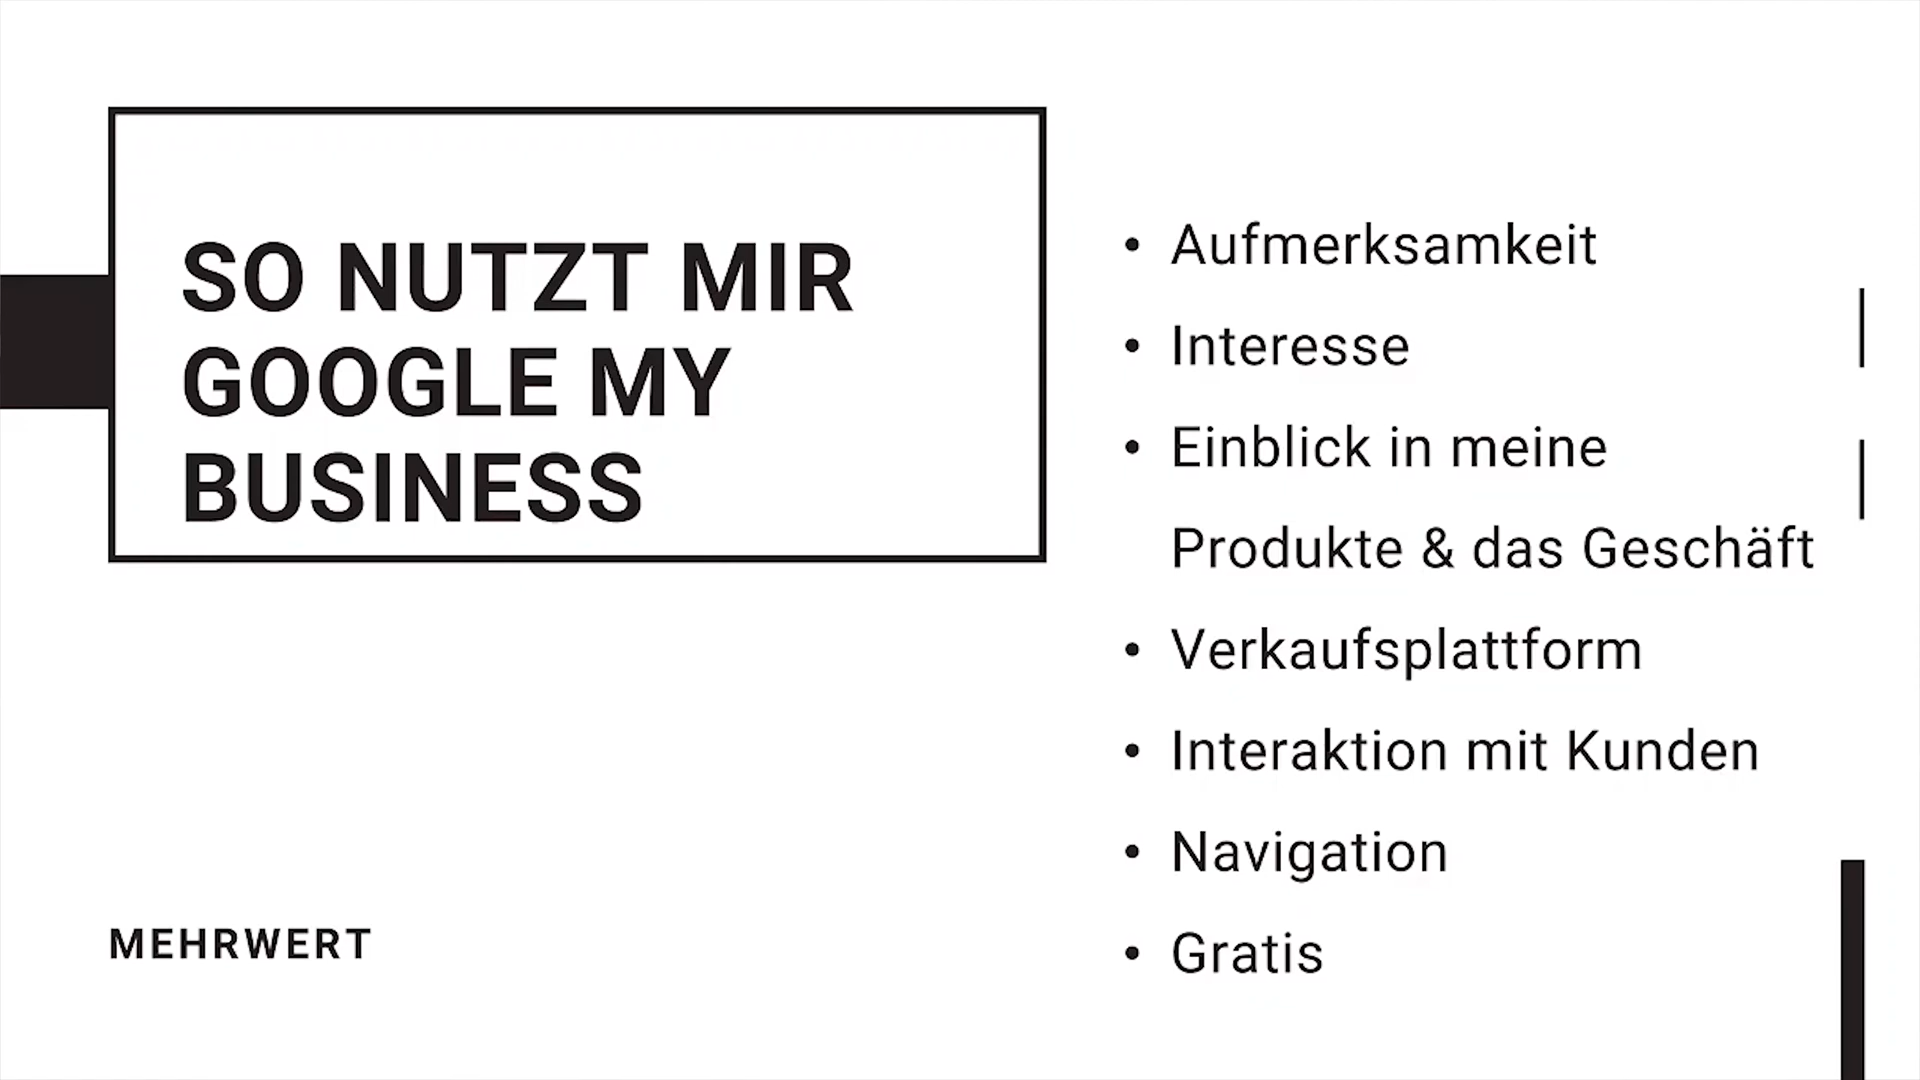 SO NUTZT MIR
GOOGLE MY
BUSINESS
• Aufmerksamkeit
• Interesse
• Einblick in meine
Produkte & das Geschäft
• Verkaufsplattform
• Interaktion mit Kunden
• Navigation
• Gratis
MEHRWERT